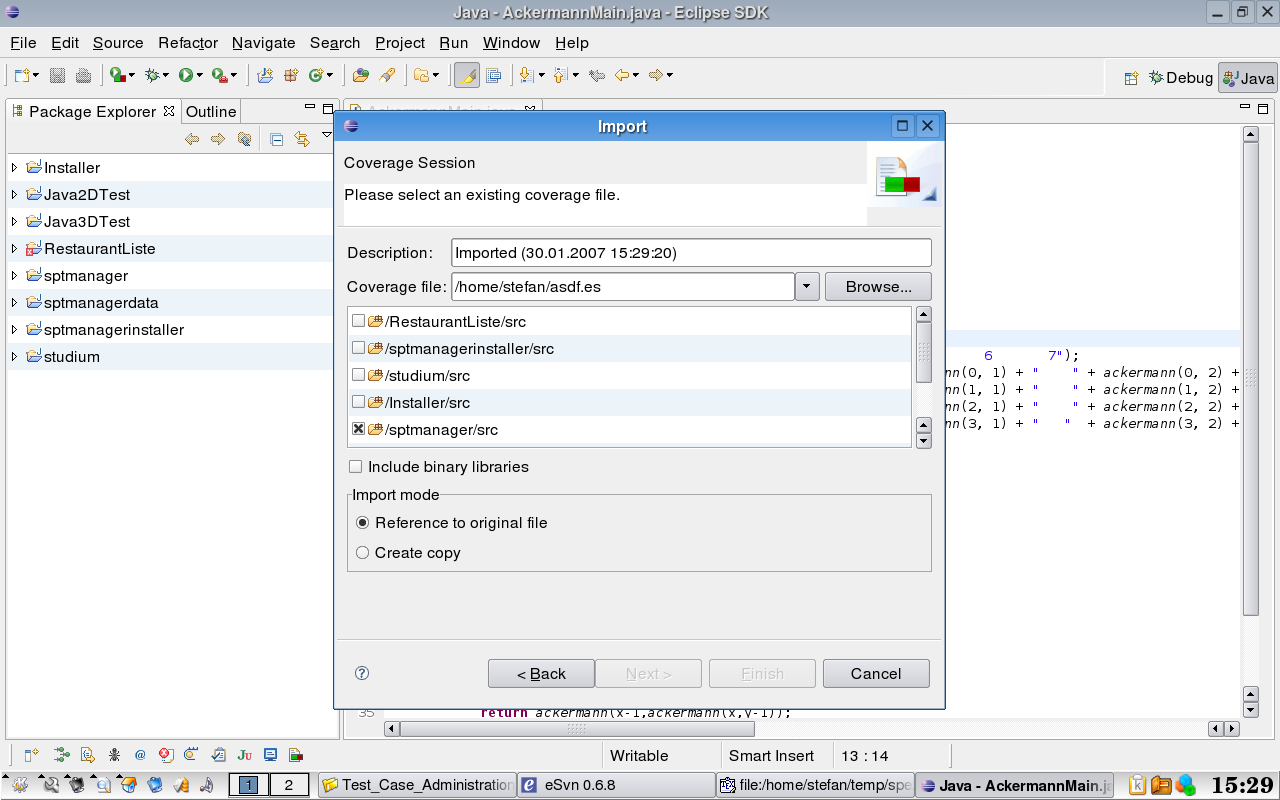 Java - AckermannMain.java - Eclipse SDK
File Edit Source Refactor Navigate Search Project Run Window Help
Debug Java
Package Explorer Outline
AckermannMain.java
Installer
Java2DTest
Java3DTest
RestaurantListe
sptmanager
sptmanagerdata
sptmanagerinstaller
studium
Import
Coverage Session
Please select an existing coverage file.
Description: Imported (30.01.2007 15:29:20)
Coverage file: /home/stefan/asdf.es Browse...
/RestaurantListe/src
/sptmanagerinstaller/src
/studium/src
/Installer/src
/sptmanager/src
Include binary libraries
Import mode
Reference to original file
Create copy
< Back Next > Finish Cancel
6 7");
nn(0, 1) + " " + ackermann(0, 2) +
nn(1, 1) + " " + ackermann(1, 2) +
nn(2, 1) + " " + ackermann(2, 2) +
nn(3, 1) + " " + ackermann(3, 2) +
35 return ackermann(x-1,ackermann(x,y-1));
Writable Smart Insert 13 : 14
1 2 Test_Case_Administration eSvn 0.6.8 file:/home/stefan/temp/spe Java - AckermannMain.ja 15:29